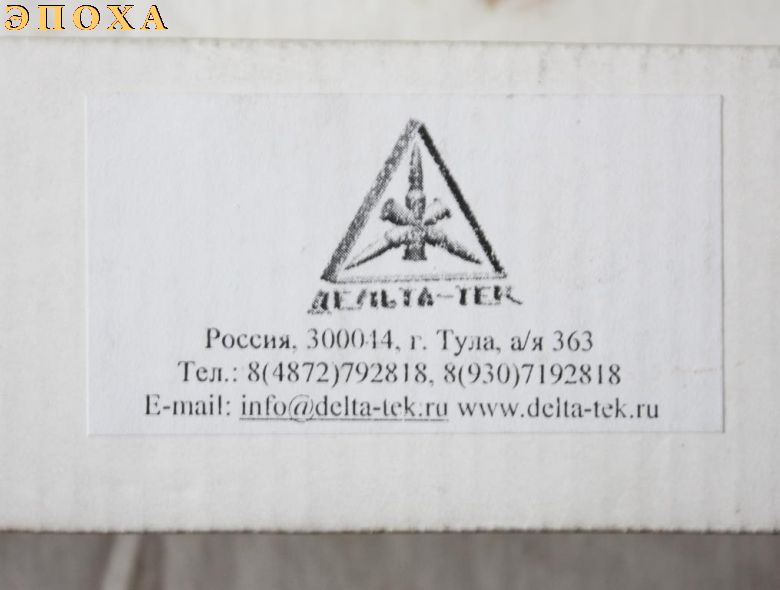 ЭПОХА
ДЕЛЬТА-ТЕК
Россия, 300044, г. Тула, а/я 363
Тел.: 8(4872)792818, 8(930)7192818
E-mail: info@delta-tek.ru www.delta-tek.ru